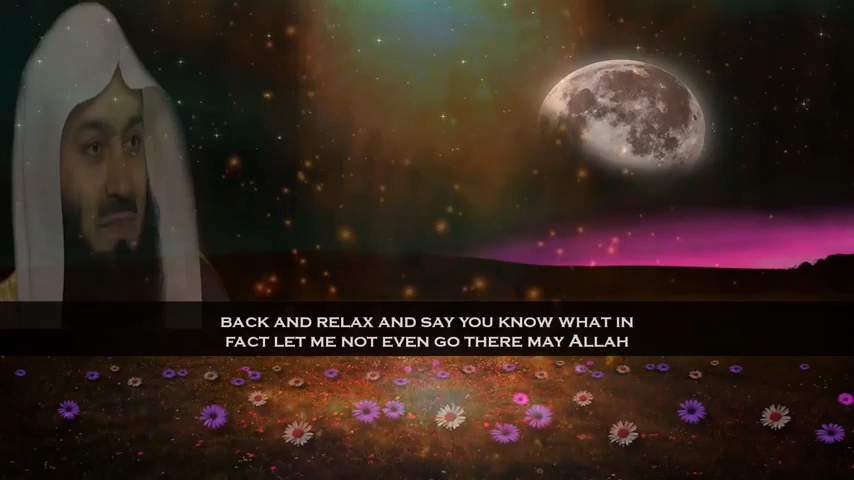 BACK AND RELAX AND SAY YOU KNOW WHAT IN
FACT LET ME NOT EVEN GO THERE MAY ALLAH